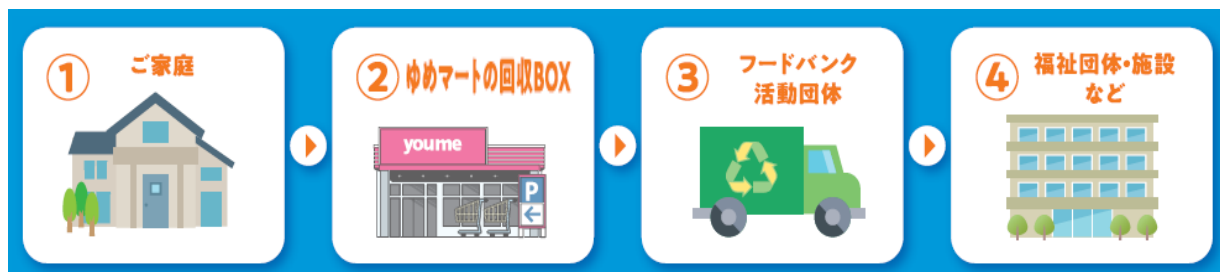 ① ご家庭
② ゆめマートの回収BOX
youme
P
③ フードバンク
活動団体
④ 福祉団体・施設
など